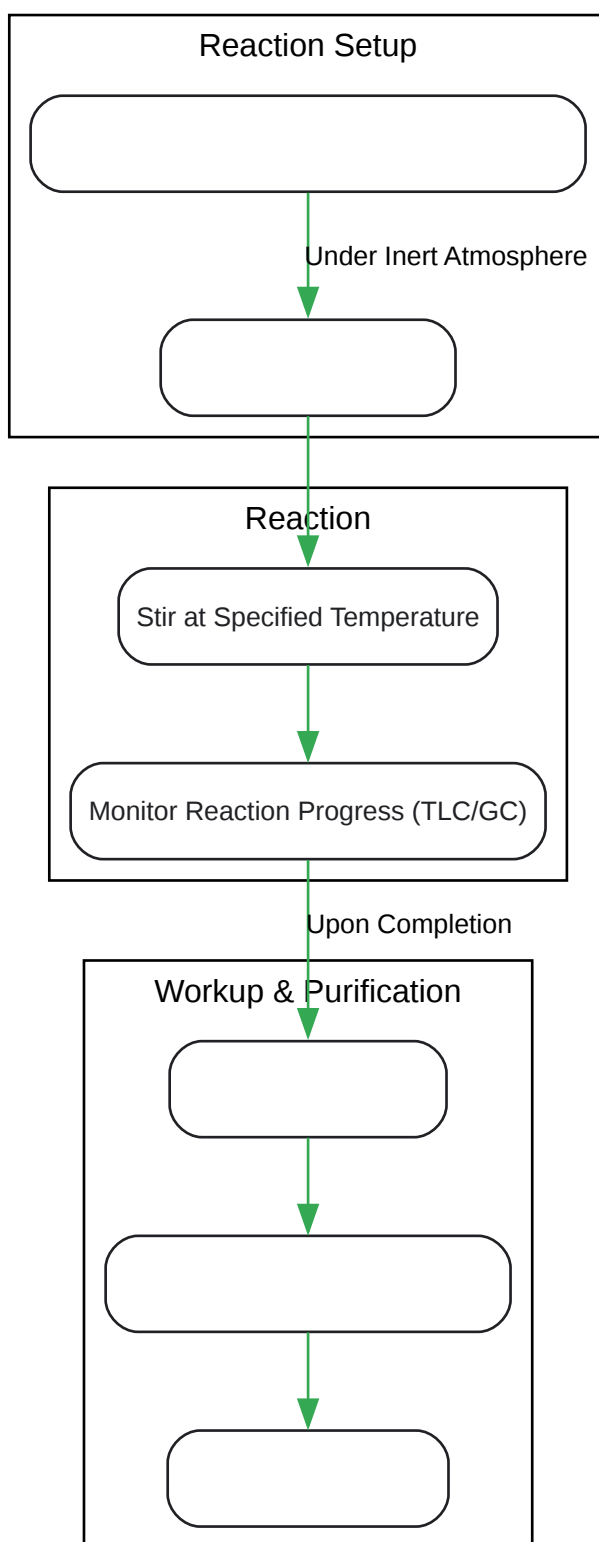 Reaction Setup
Under Inert Atmosphere
Reaction
Stir at Specified Temperature
Monitor Reaction Progress (TLC/GC)
Upon Completion
Workup & Purification